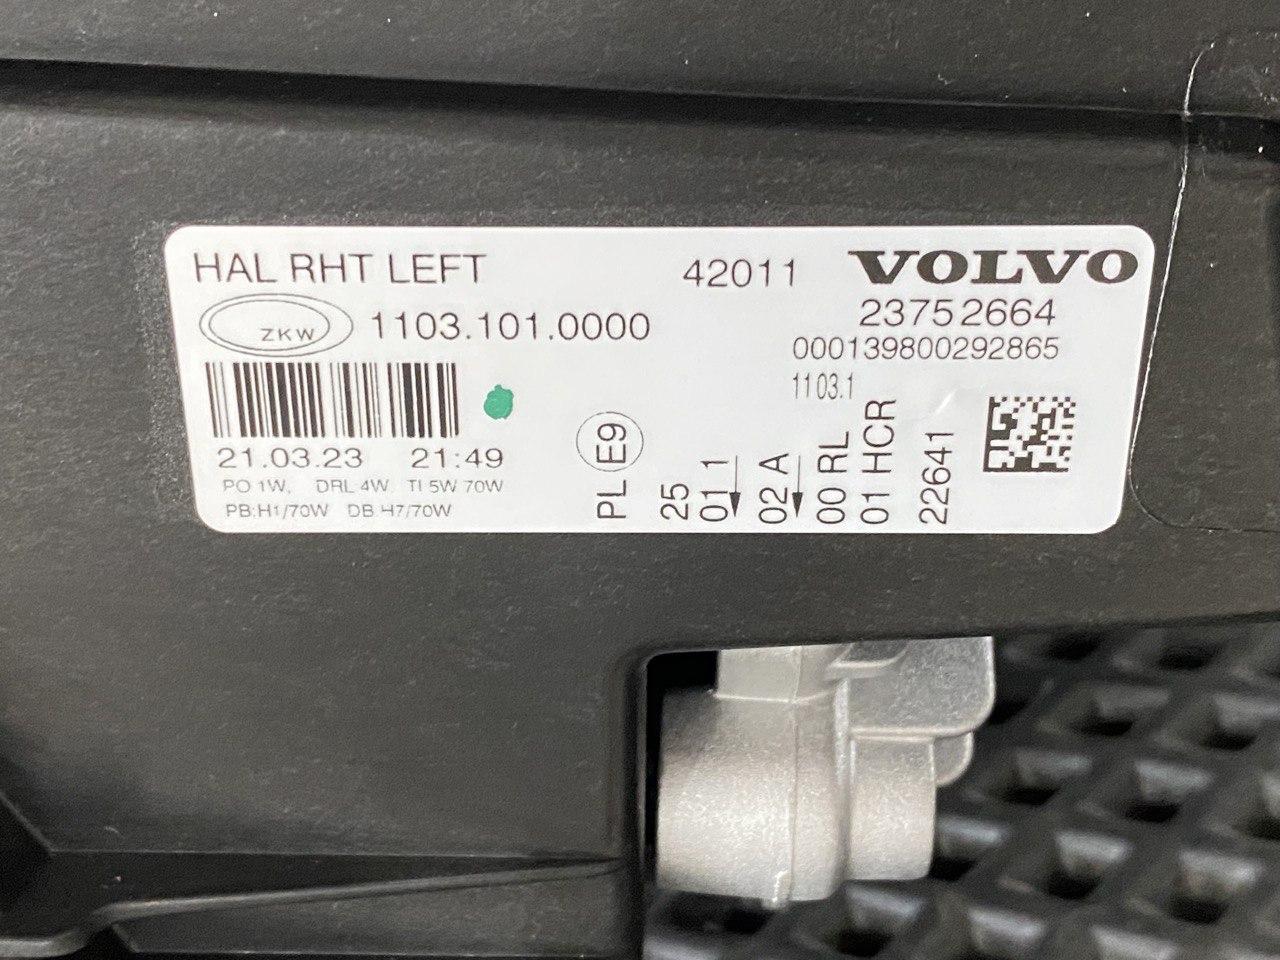 HAL RHT LEFT
42011
VOLVO
ZKW
1103.101.0000
23752664
000139800292865
1103.1
21.03.23 21:49
PO 1W, DRL 4W TI 5W 70W
PB:H1/70W DB H7/70W
PL E9
25
01 1
02 A
00 RL
01 HCR
22641